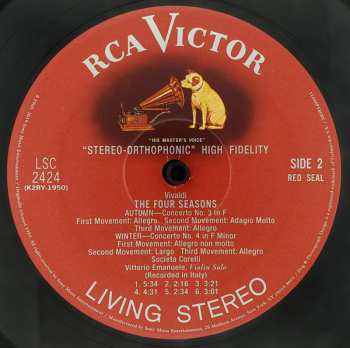 RCA VICTOR
"HIS MASTER'S VOICE"
"STEREO-ORTHOPHONIC" HIGH FIDELITY
LSC
2424
(K2RY-1950)
SIDE 2
RED SEAL
Vivaldi
THE FOUR SEASONS
AUTUMN—Concerto No. 3 in F
First Movement: Allegro. Second Movement: Adagio Molto
Third Movement: Allegro
WINTER—Concerto No. 4 in F Minor
First Movement: Allegro non molto
Second Movement: Largo Third Movement: Allegro
Societa Corelli
Vittorio Emanuele, Violin Solo
(Recorded in Italy)
1. 5:34 2. 2:16 3. 3:21
4. 4:31 5. 2:34 6. 3:01
LIVING STEREO